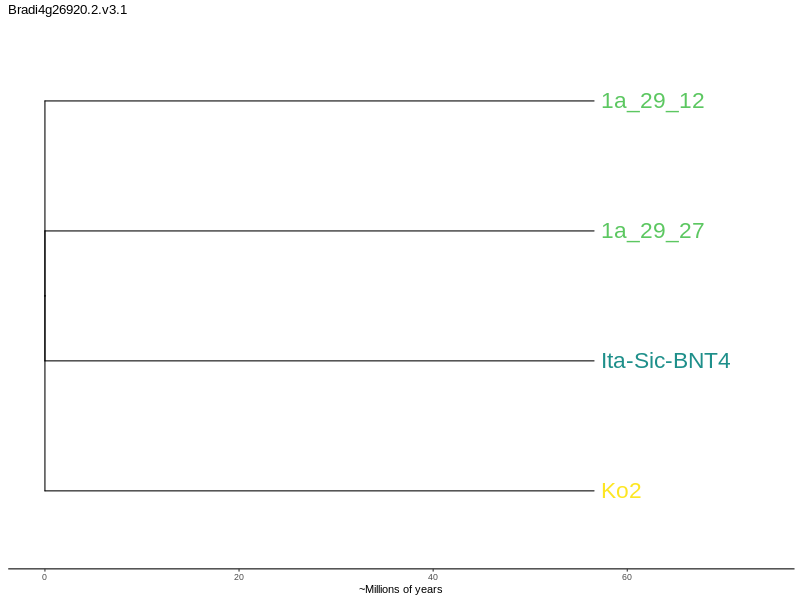 Bradi4g26920.2.v3.1
1a_29_12
1a_29_27
Ita-Sic-BNT4
Ko2
0 20 40 60
~Millions of years